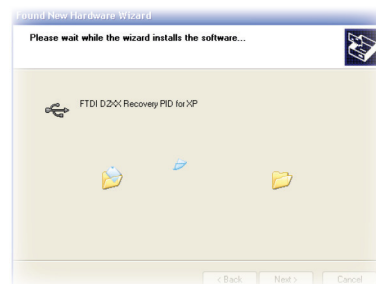 Found New Hardware Wizard
Please wait while the wizard installs the software...
FTDI D2XX Recovery PID for XP
< Back Next > Cancel